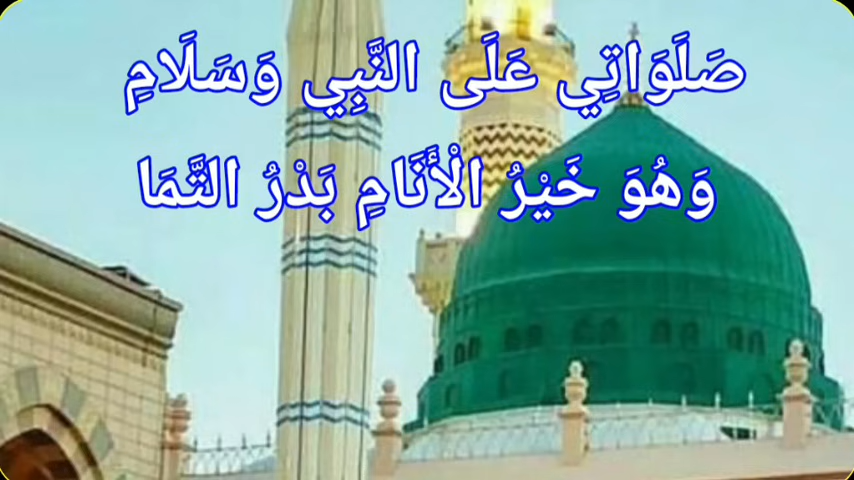 صَلَوَاتِي عَلَى النَّبِي وَسَلَامِ
وَهُوَ خَيْرُ الْأَنَامِ بَدْرُ التَّمَا